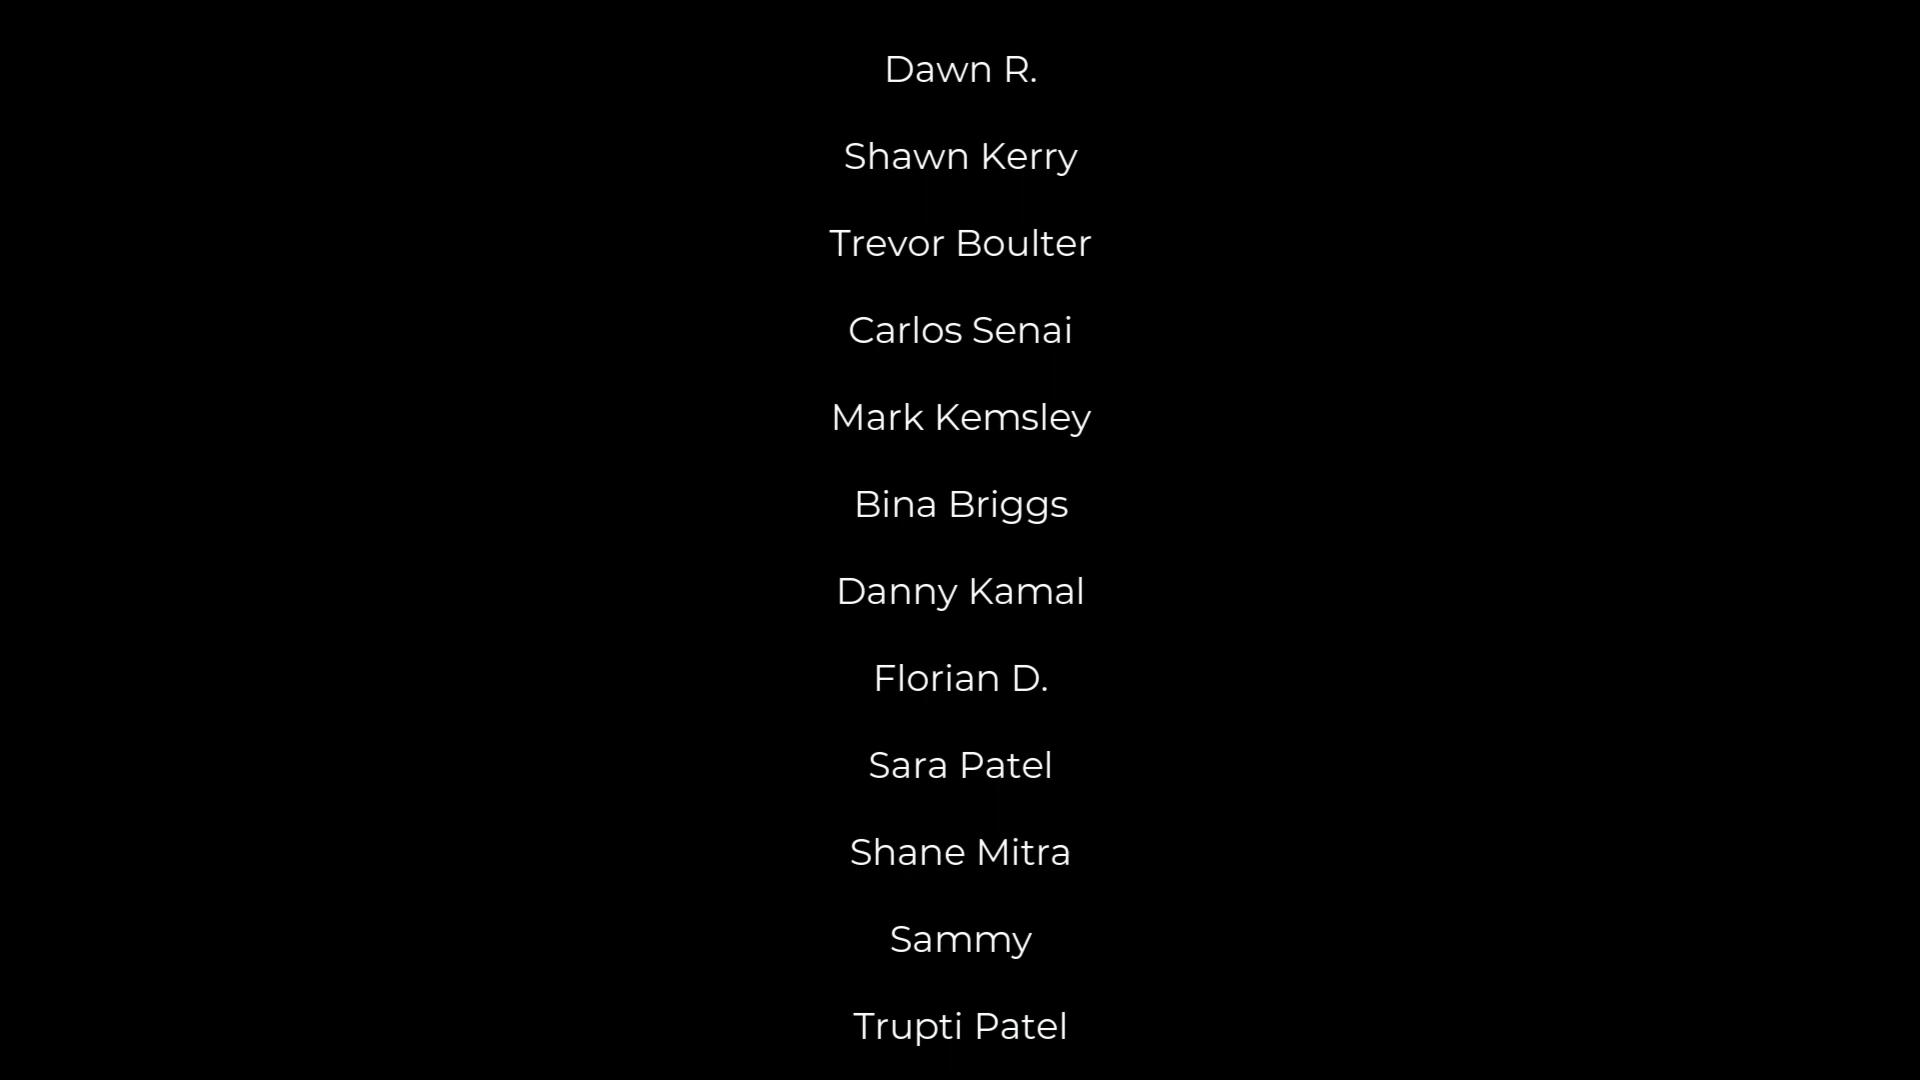 Dawn R.
Shawn Kerry
Trevor Boulter
Carlos Senai
Mark Kemsley
Bina Briggs
Danny Kamal
Florian D.
Sara Patel
Shane Mitra
Sammy
Trupti Patel